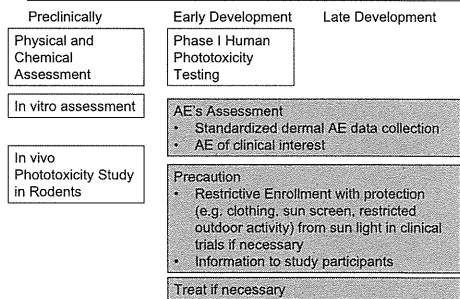 Preclinically
Early Development
Late Development
Physical and
Chemical
Assessment
Phase I Human
Phototoxicity
Testing
In vitro assessment
AE's Assessment
• Standardized dermal AE data collection
• AE of clinical interest
In vivo
Phototoxicity Study
in Rodents
Precaution
• Restrictive Enrollment with protection
(e.g. clothing, sun screen, restricted
outdoor activity) from sun light in clinical
trials if necessary
• Information to study participants
Treat if necessary